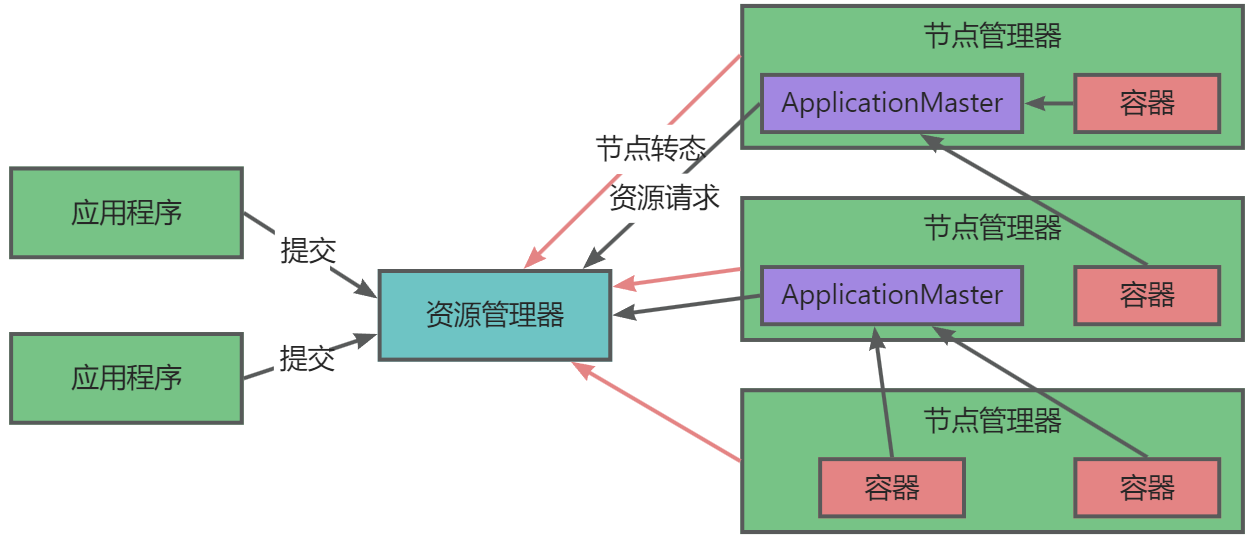 节点管理器
ApplicationMaster
容器
节点转态
资源请求
应用程序
提交
节点管理器
ApplicationMaster
容器
资源管理器
应用程序
提交
节点管理器
容器
容器